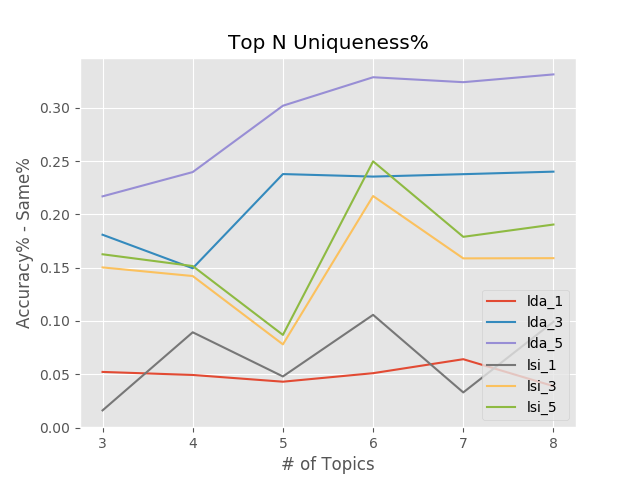 Top N Uniqueness%
Accuracy% - Same%
0.30
0.25
0.20
0.15
0.10
0.05
0.00
3 4 5 6 7 8
# of Topics
lda_1
lda_3
lda_5
lsi_1
lsi_3
lsi_5